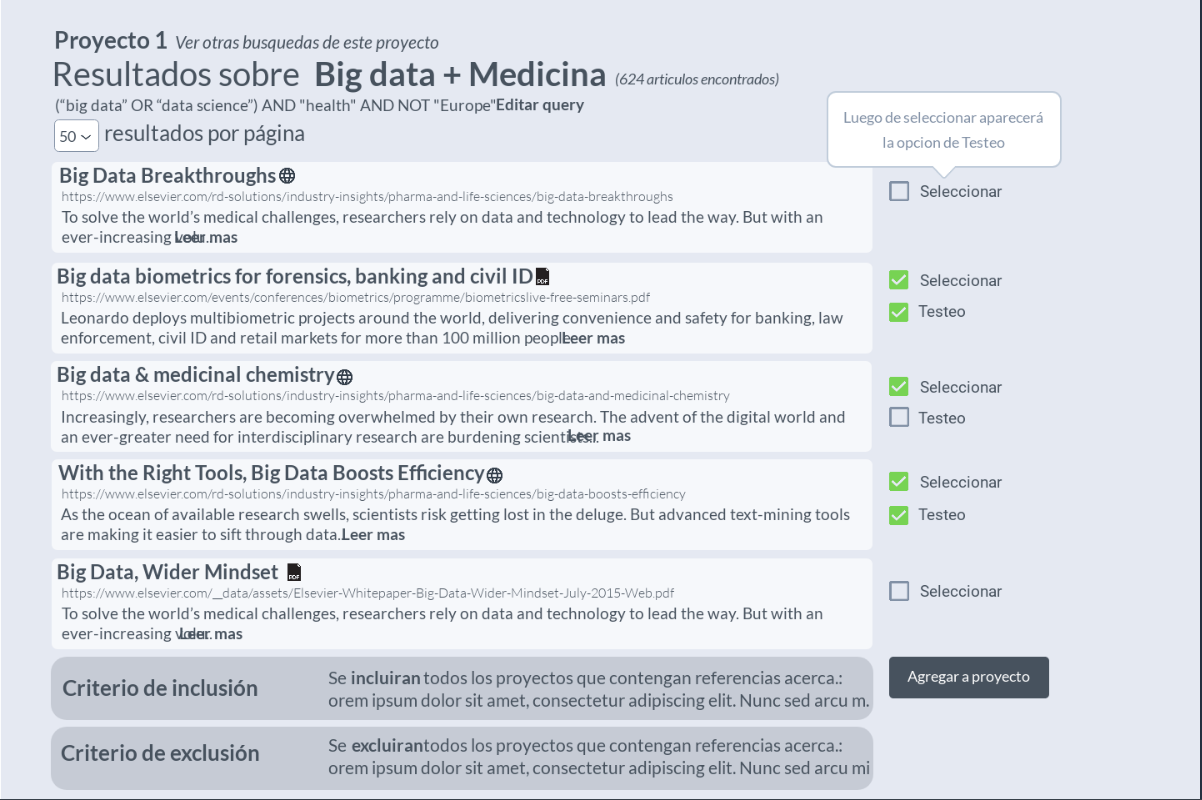 Proyecto 1 Ver otras busquedas de este proyecto
Resultados sobre Big data + Medicina (624 articulos encontrados)
(“big data” OR “data science”) AND "health" AND NOT "Europe"Editar query
50 resultados por página
Luego de seleccionar aparecerá
la opcion de Testeo
Big Data Breakthroughs
https://www.elsevier.com/rd-solutions/industry-insights/pharma-and-life-sciences/big-data-breakthroughs
To solve the world’s medical challenges, researchers rely on data and technology to lead the way. But with an
ever-increasing Leer mas
Seleccionar
Big data biometrics for forensics, banking and civil ID PDF
https://www.elsevier.com/events/conferences/biometrics/programme/biometricslive-free-seminars.pdf
Leonardo deploys multibiometric projects around the world, delivering convenience and safety for banking, law
enforcement, civil ID and retail markets for more than 100 million people Leer mas
Seleccionar
Testeo
Big data & medicinal chemistry
https://www.elsevier.com/rd-solutions/industry-insights/pharma-and-life-sciences/big-data-and-medicinal-chemistry
Increasingly, researchers are becoming overwhelmed by their own research. The advent of the digital world and
an ever-greater need for interdisciplinary research are burdening scientists... Leer mas
Seleccionar
Testeo
With the Right Tools, Big Data Boosts Efficiency
https://www.elsevier.com/rd-solutions/industry-insights/pharma-and-life-sciences/big-data-boosts-efficiency
As the ocean of available research swells, scientists risk getting lost in the deluge. But advanced text-mining tools
are making it easier to sift through data.Leer mas
Seleccionar
Testeo
Big Data, Wider Mindset PDF
https://www.elsevier.com/__data/assets/Elsevier-Whitepaper-Big-Data-Wider-Mindset-July-2015-Web.pdf
To solve the world’s medical challenges, researchers rely on data and technology to lead the way. But with an
ever-increasing Leer mas
Seleccionar
Criterio de inclusión
Se incluiran todos los proyectos que contengan referencias acerca.:
orem ipsum dolor sit amet, consectetur adipiscing elit. Nunc sed arcu m.
Agregar a proyecto
Criterio de exclusión
Se excluirantodos los proyectos que contengan referencias acerca.:
orem ipsum dolor sit amet, consectetur adipiscing elit. Nunc sed arcu mi